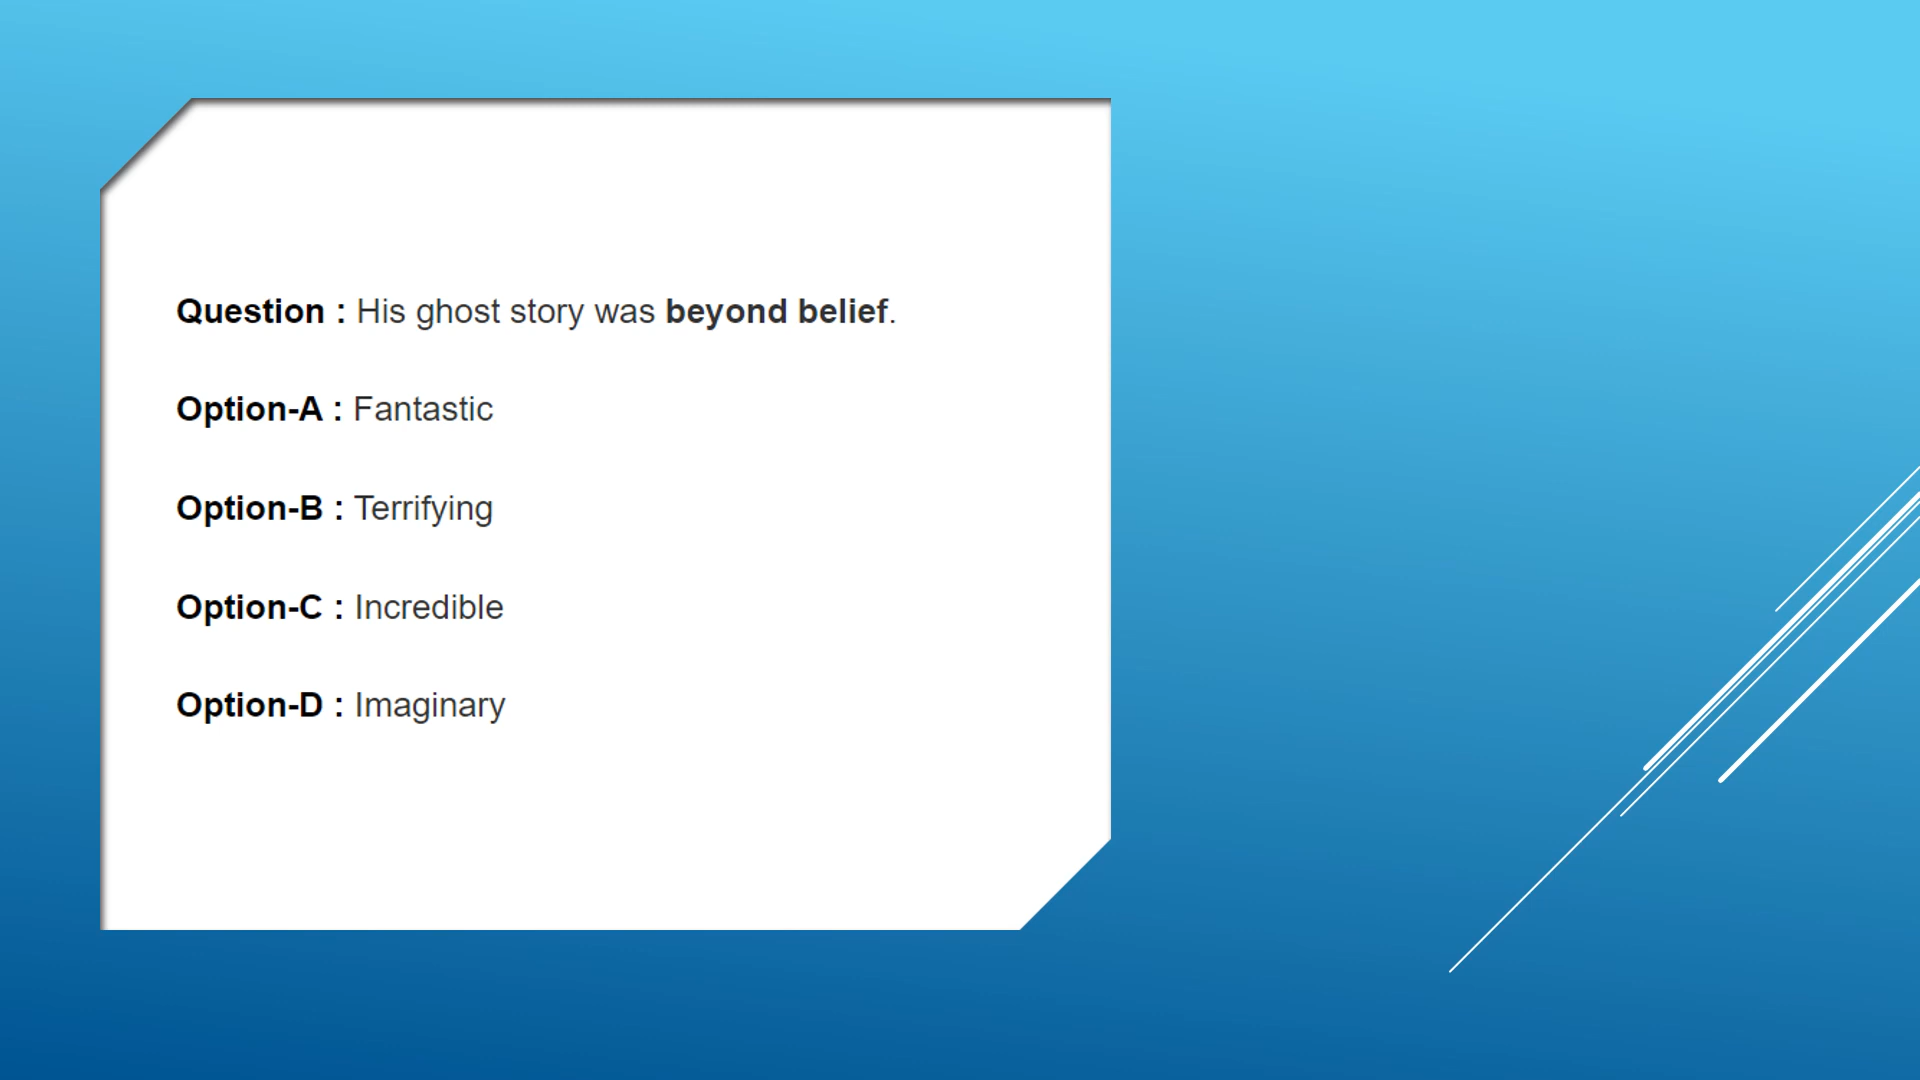 Question : His ghost story was beyond belief.
Option-A : Fantastic
Option-B : Terrifying
Option-C : Incredible
Option-D : Imaginary